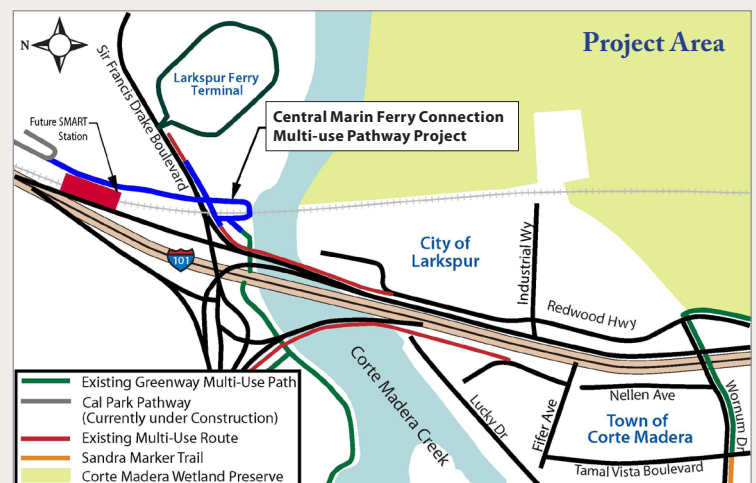 Project Area
N
Sir Francis Drake Boulevard
Larkspur Ferry
Terminal
Central Marin Ferry Connection
Multi-use Pathway Project
Future SMART
Station
101
City of
Larkspur
Industrial Wy
Redwood Hwy
Corte Madera Creek
Lucky Dr
Fifer Ave
Nellen Ave
Town of
Corte Madera
Tamal Vista Boulevard
Wornum Dr
Existing Greenway Multi-Use Path
Cal Park Pathway
(Currently under Construction)
Existing Multi-Use Route
Sandra Marker Trail
Corte Madera Wetland Preserve